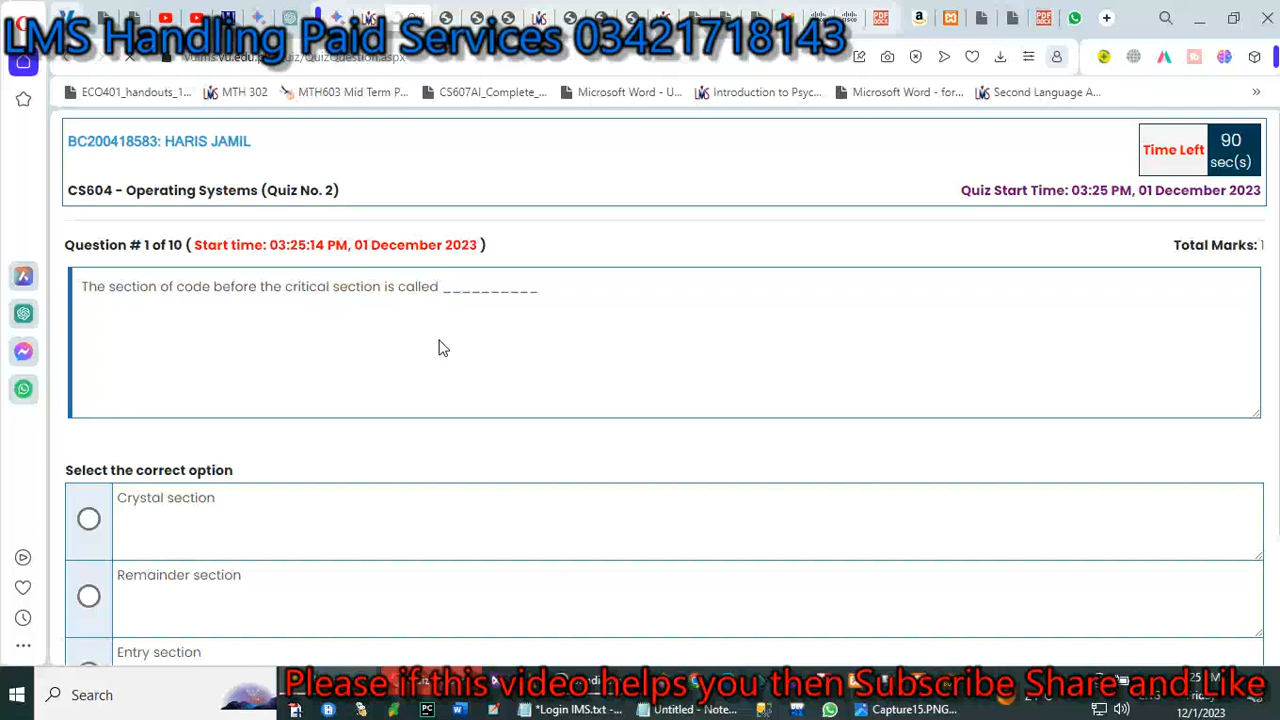 LMS Handling Paid Services 03421718143
ECO401_handouts_1...
MTH 302
MTH603 Mid Term P...
CS607AI_Complete_...
Microsoft Word - U...
Introduction to Psyc...
Microsoft Word - for...
Second Language A...
BC200418583: HARIS JAMIL
Time Left
90
sec(s)
CS604 - Operating Systems (Quiz No. 2)
Quiz Start Time: 03:25 PM, 01 December 2023
Question # 1 of 10 ( Start time: 03:25:14 PM, 01 December 2023 )
Total Marks: 1
The section of code before the critical section is called __________
Select the correct option
Crystal section
Remainder section
Entry section
Please if this video helps you then Subscribe Share and Like
Search
*Login lMS.txt - ...
Untitled - Note...
Capture15.PNG...
12/1/2023